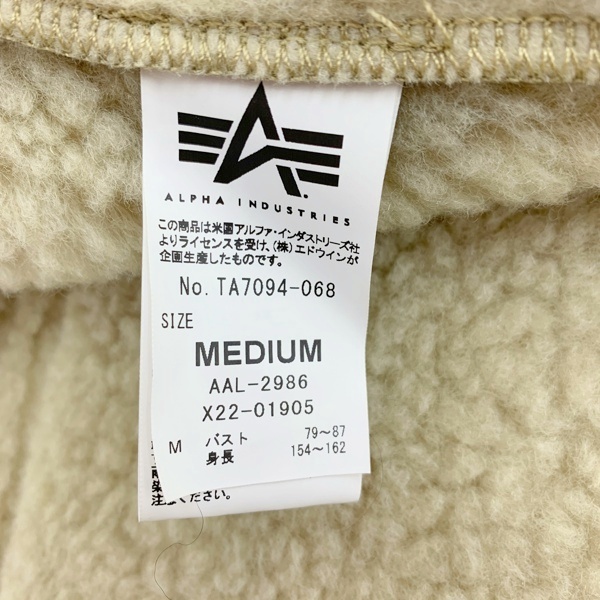 ALPHA INDUSTRIES
この商品は米国アルファ・インダストリーズ社
よりライセンスを受け、(株)エドウインが
企画生産したものです。
No. TA7094-068
SIZE
MEDIUM
AAL-2986
X22-01905
M バスト 79～87
身長 154～162
注意ください。